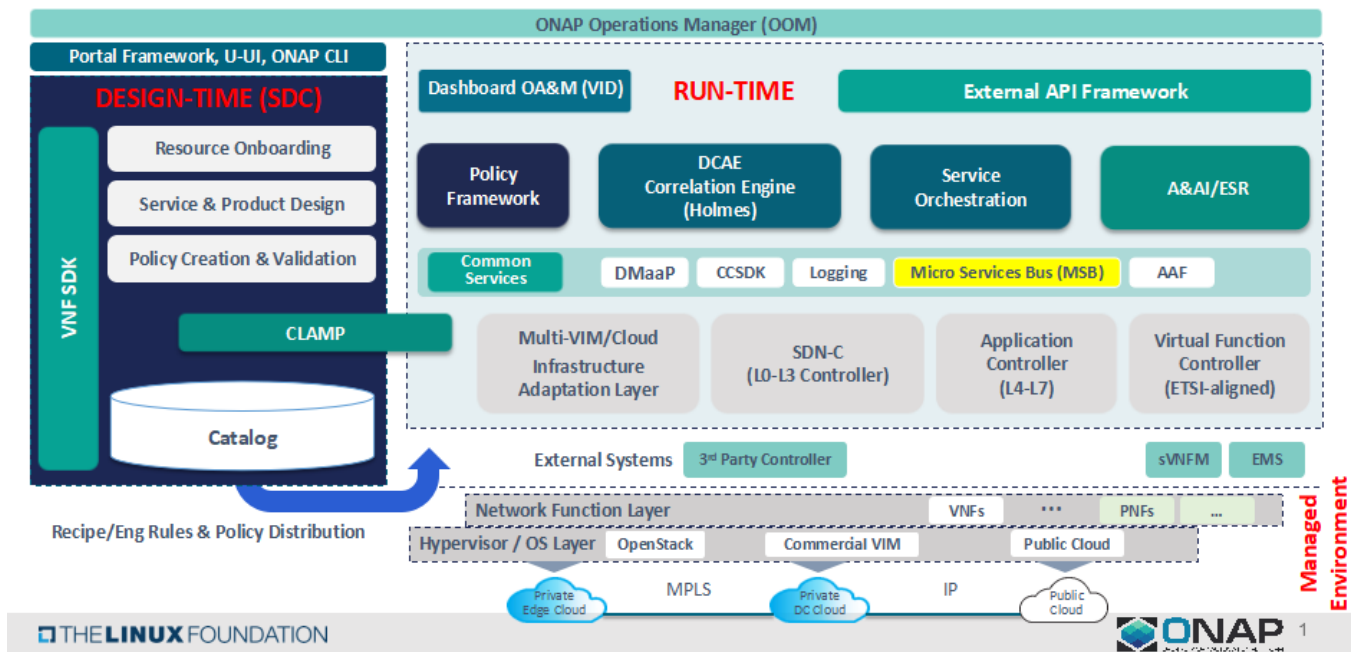 ONAP Operations Manager (OOM)
Portal Framework, U-UI, ONAP CLI
DESIGN-TIME (SDC)
VNF SDK
Resource Onboarding
Service & Product Design
Policy Creation & Validation
CLAMP
Catalog
Recipe/Eng Rules & Policy Distribution
Dashboard OA&M (VID)
RUN-TIME
External API Framework
Policy
Framework
DCAE
Correlation Engine
(Holmes)
Service
Orchestration
A&AI/ESR
Common
Services
DMaaP
CCSDK
Logging
Micro Services Bus (MSB)
AAF
Multi-VIM/Cloud
Infrastructure
Adaptation Layer
SDN-C
(L0-L3 Controller)
Application
Controller
(L4-L7)
Virtual Function
Controller
(ETSI-aligned)
External Systems
3rd Party Controller
sVNFM
EMS
Network Function Layer
VNFs
...
PNFs
...
Hypervisor / OS Layer
OpenStack
Commercial VIM
Public Cloud
Managed
Environment
Private
Edge Cloud
MPLS
Private
DC Cloud
IP
Public
Cloud
THE LINUX FOUNDATION
ONAP
1